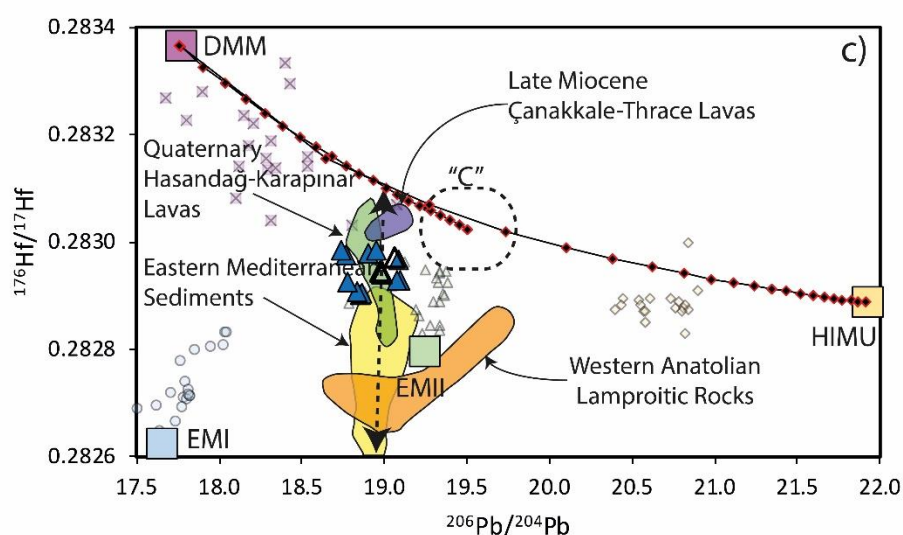 c)
0.2834
0.2832
0.2830
0.2828
0.2826
¹⁷⁶Hf/¹⁷Hf
DMM
Late Miocene
Çanakkale-Thrace Lavas
Quaternary
Hasandağ-Karapınar
Lavas
"C"
Eastern Mediterranean
Sediments
HIMU
EMII
Western Anatolian
Lamproitic Rocks
EMI
17.5 18.0 18.5 19.0 19.5 20.0 20.5 21.0 21.5 22.0
²⁰⁶Pb/²⁰⁴Pb